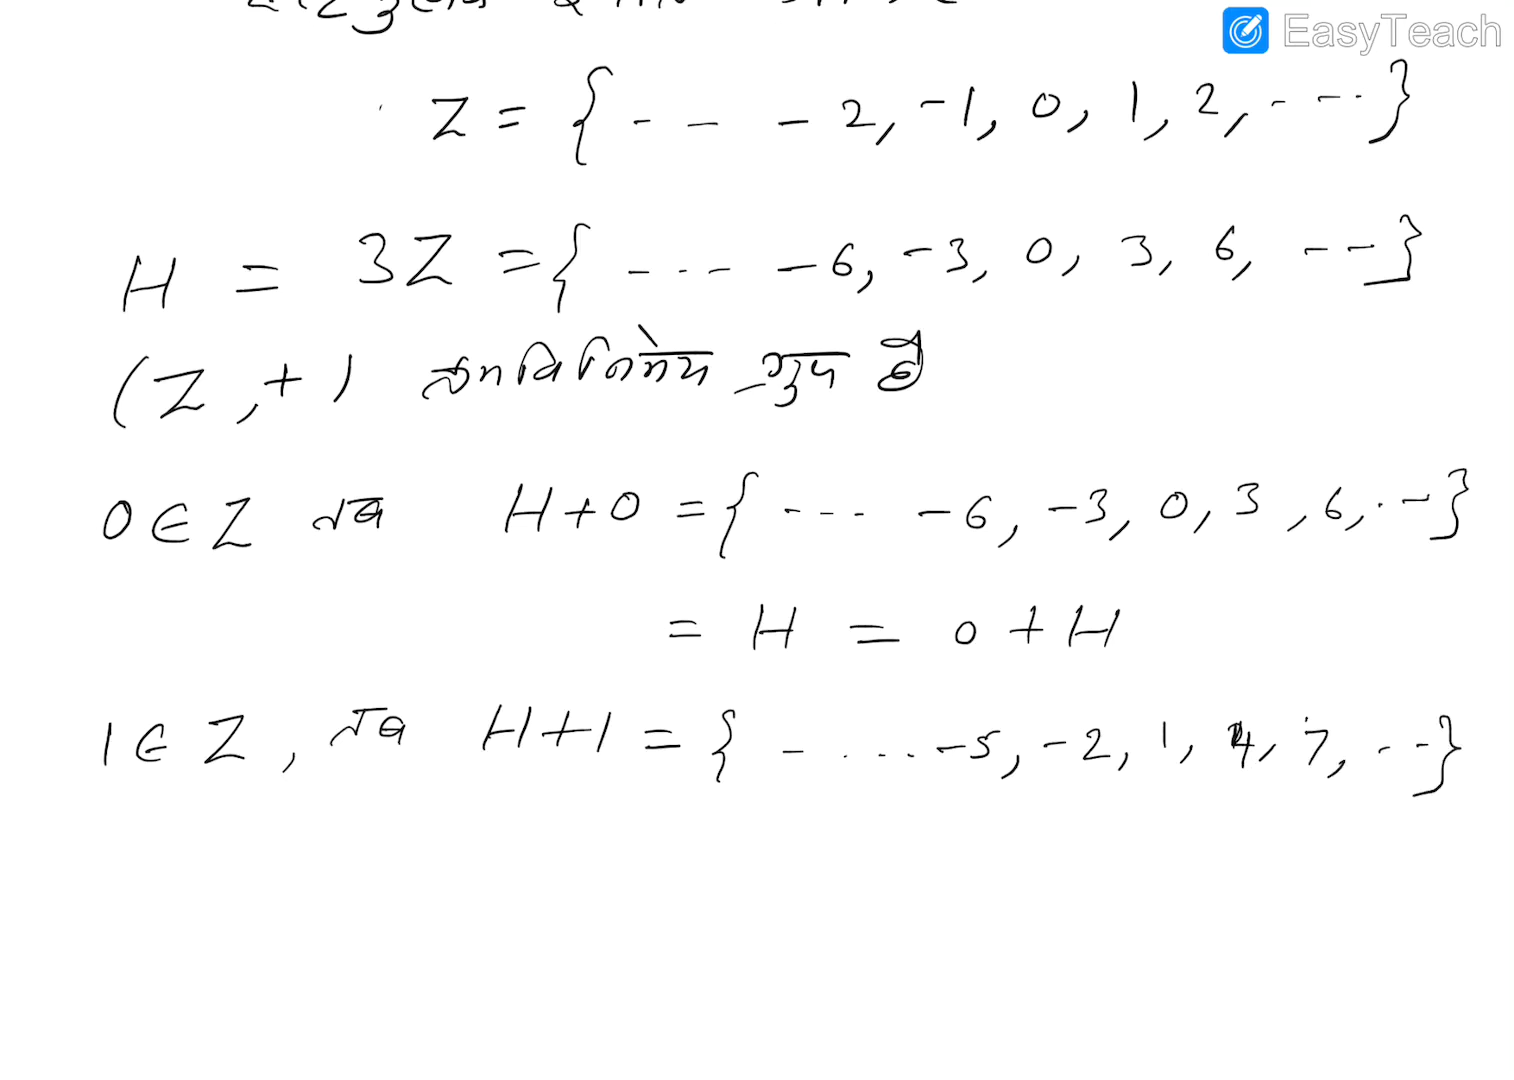 EasyTeach
Z = { - - - 2, -1, 0, 1, 2, - - - }
H = 3Z = { - - - - -6, -3, 0, 3, 6, - - }
(Z, +) क्रमविनिमेय ग्रुप है
0 ∈ Z तब H+0 = { - - - -6, -3, 0, 3, 6, - - }
= H = 0 + H
1 ∈ Z, तब H+1 = { - .... -5, -2, 1, 4, 7, - - }